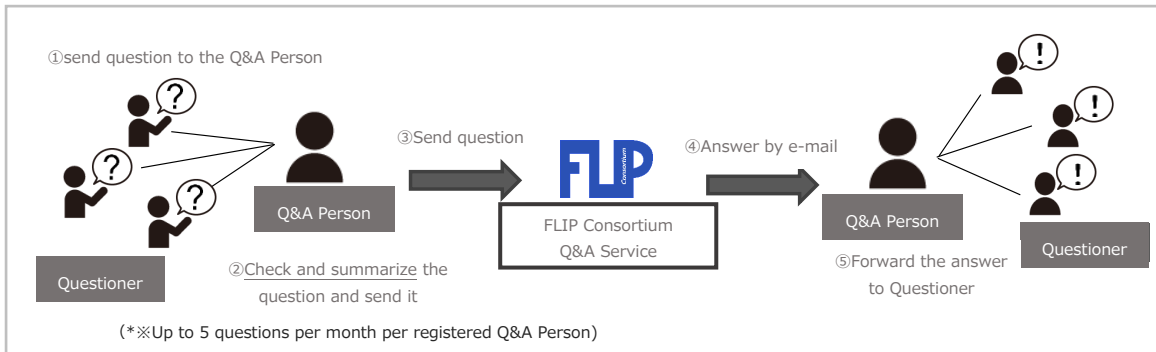 ①send question to the Q&A Person
?
?
?
Questioner
Q&A Person
②Check and summarize the
question and send it
(*※Up to 5 questions per month per registered Q&A Person)
③Send question
FLIP
Consortium
FLIP Consortium
Q&A Service
④Answer by e-mail
Q&A Person
⑤Forward the answer
to Questioner
!
!
!
Questioner